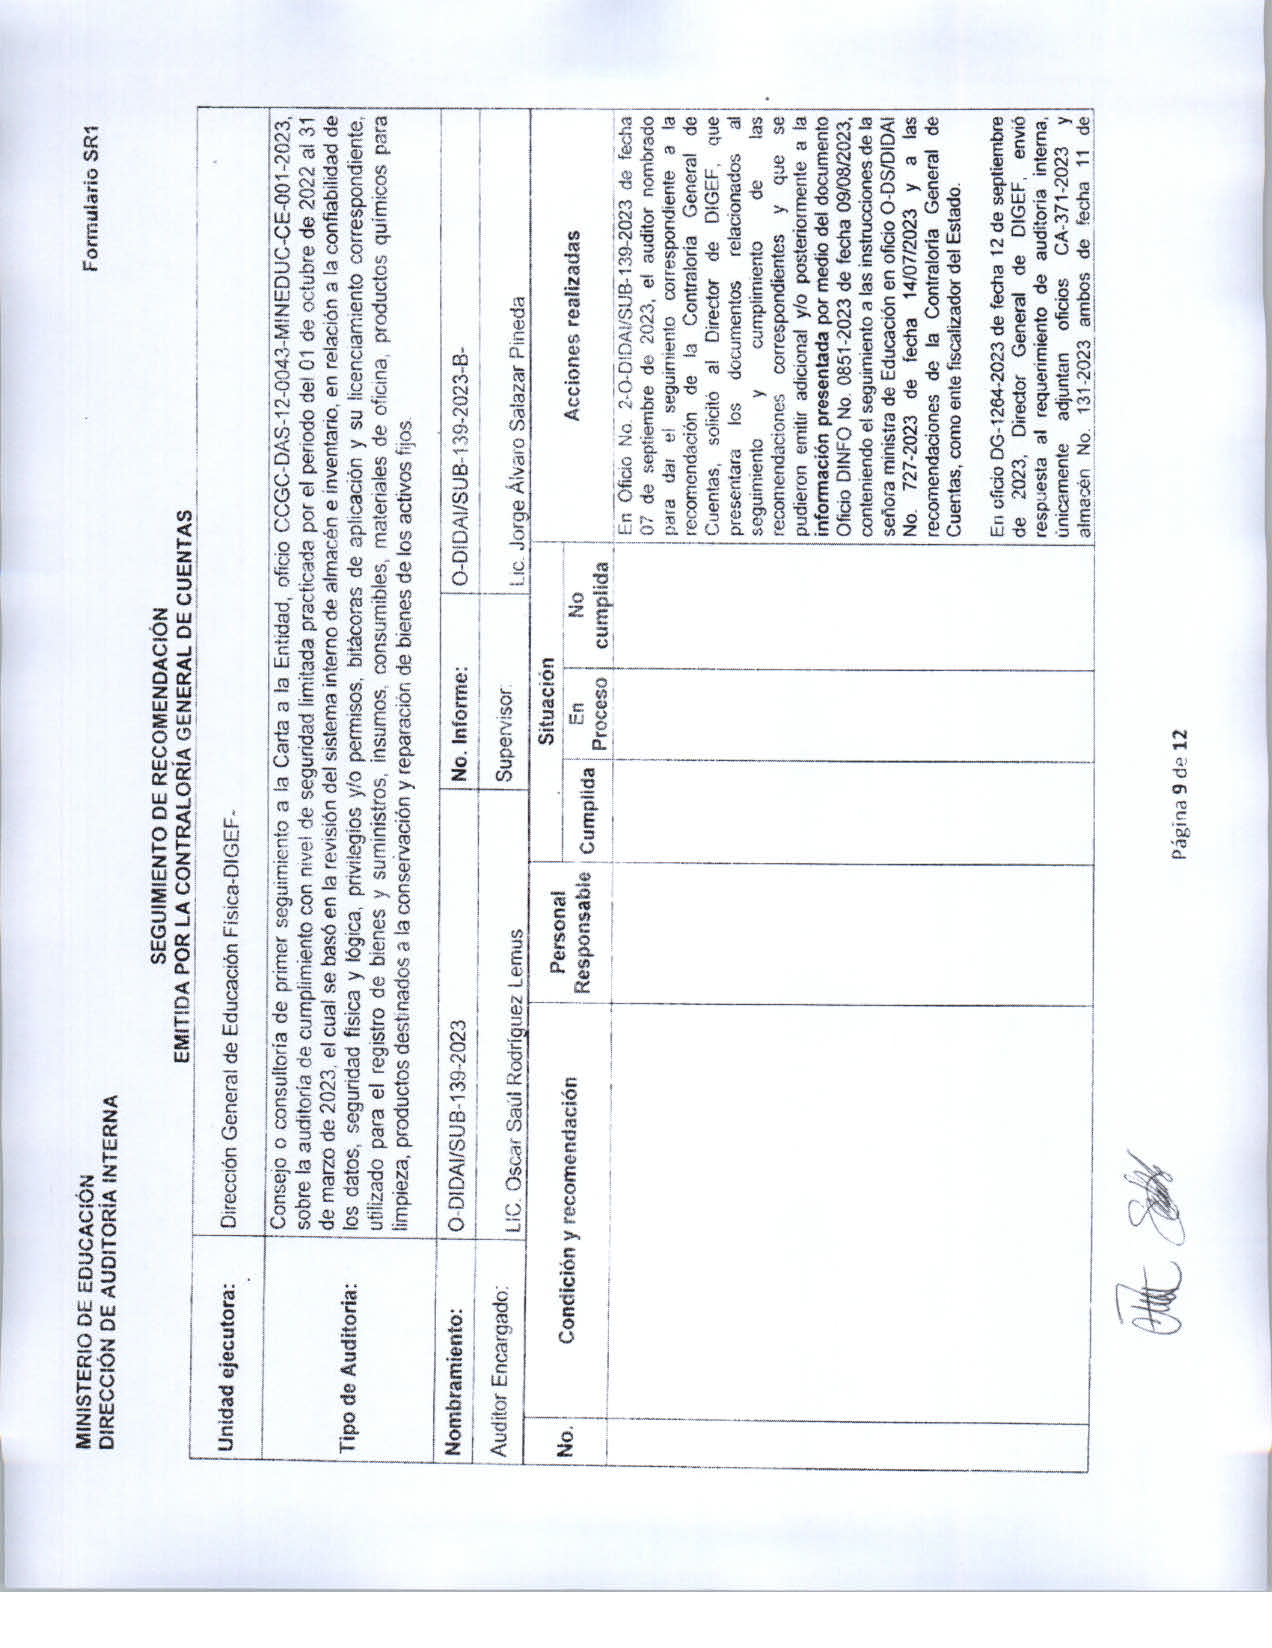 MINISTERIO DE EDUCACIÓN
DIRECCIÓN DE AUDITORÍA INTERNA
Formulario SR1
SEGUIMIENTO DE RECOMENDACIÓN
EMITIDA POR LA CONTRALORÍA GENERAL DE CUENTAS
Unidad ejecutora:
Dirección General de Educación Física-DIGEF-
Tipo de Auditoria:
Consejo o consultoría de primer seguimiento a la Carta a la Entidad, oficio CCGC-DAS-12-0043-MINEDUC-CE-001-2023,
sobre la auditoría de cumplimiento con nivel de seguridad limitada practicada por el periodo del 01 de octubre de 2022 al 31
de marzo de 2023, el cual se basó en la revisión del sistema interno de almacén e inventario, en relación a la confiabilidad de
los datos, seguridad física y lógica, privilegios y/o permisos, bitácoras de aplicación y su licenciamiento correspondiente,
utilizado para el registro de bienes y suministros, insumos, consumibles, materiales de oficina, productos químicos para
limpieza, productos destinados a la conservación y reparación de bienes de los activos fijos.
Nombramiento:
O-DIDAI/SUB-139-2023
No. Informe:
O-DIDAI/SUB-139-2023-B-
Auditor Encargado:
LIC. Oscar Saúl Rodríguez Lemus
Supervisor:
Lic. Jorge Álvaro Salazar Pineda
No.
Condición y recomendación
Personal
Responsable
Situación
Cumplida
En
Proceso
No
cumplida
Acciones realizadas
En Oficio No. 2-O-DIDAI/SUB-139-2023 de fecha
07 de septiembre de 2023, el auditor nombrado
para dar el seguimiento correspondiente a la
recomendación de la Contraloría General de
Cuentas, solicitó al Director de DIGEF, que
presentara los documentos relacionados al
seguimiento y cumplimiento de las
recomendaciones correspondientes y que se
pudieron emitir adicional y/o posteriormente a la
información presentada por medio del documento
Oficio DINFO No. 0851-2023 de fecha 09/08/2023,
conteniendo el seguimiento a las instrucciones de la
señora ministra de Educación en oficio O-DS/DIDAI
No. 727-2023 de fecha 14/07/2023 y a las
recomendaciones de la Contraloría General de
Cuentas, como ente fiscalizador del Estado.
En oficio DG-1264-2023 de fecha 12 de septiembre
de 2023, Director General de DIGEF, envió
respuesta al requerimiento de auditoría interna,
únicamente adjuntan oficios CA-371-2023 y
almacén No. 131-2023 ambos de fecha 11 de
Página 9 de 12